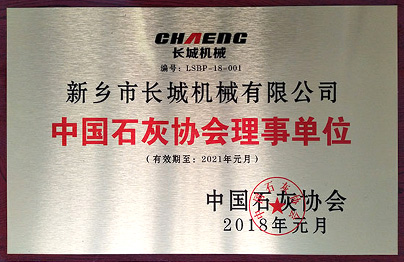 CHAENG
长城机械
编号：LSBP-18-001
新乡市长城机械有限公司
中国石灰协会理事单位
（有效期至：2021年元月）
中国石灰协会
2018年元月